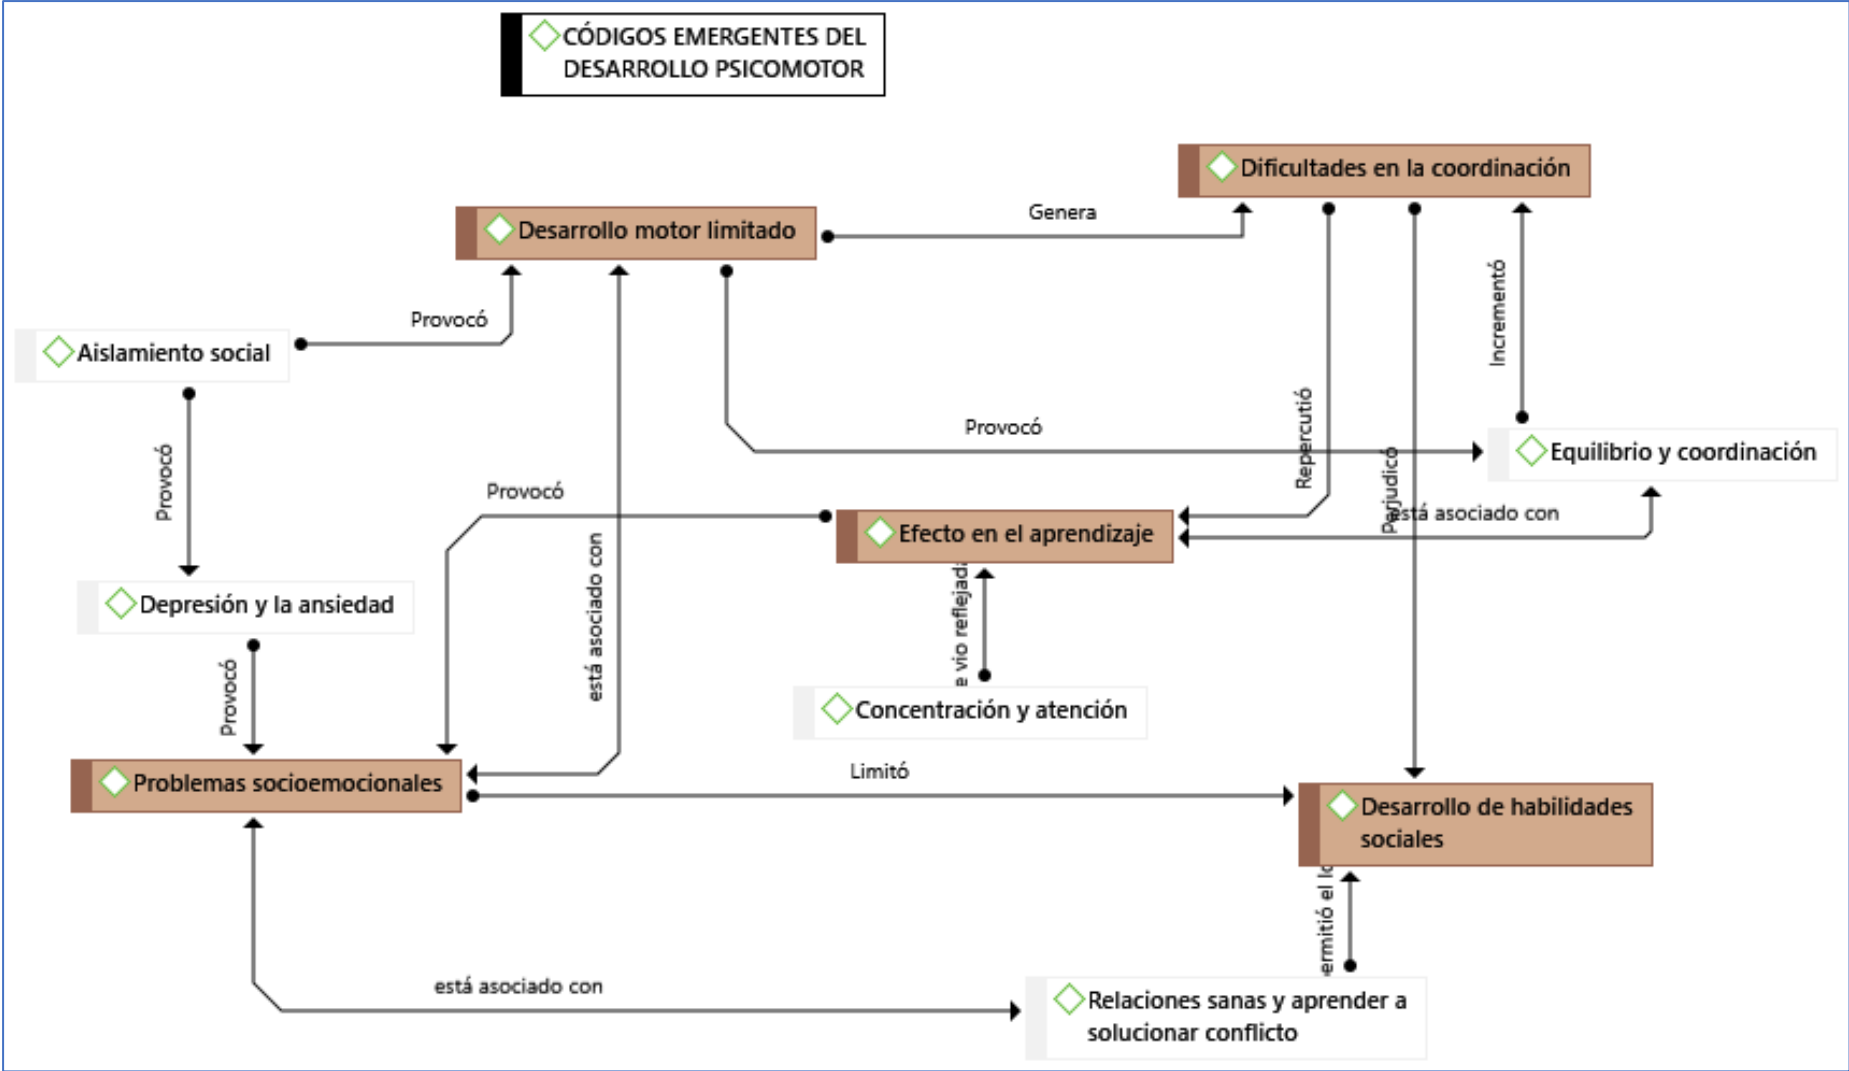 CÓDIGOS EMERGENTES DEL
DESARROLLO PSICOMOTOR
Dificultades en la coordinación
Genera
Desarrollo motor limitado
Provocó
Incrementó
Aislamiento social
Provocó
Repercutió
Provocó
Equilibrio y coordinación
Perjudicó
Provocó
está asociado con
Efecto en el aprendizaje
está asociado con
vio
Depresión y la ansiedad
Provocó
Concentración y atención
Limitó
Problemas socioemocionales
Desarrollo de habilidades
sociales
el
está asociado con
Relaciones sanas y aprender a
solucionar conflicto